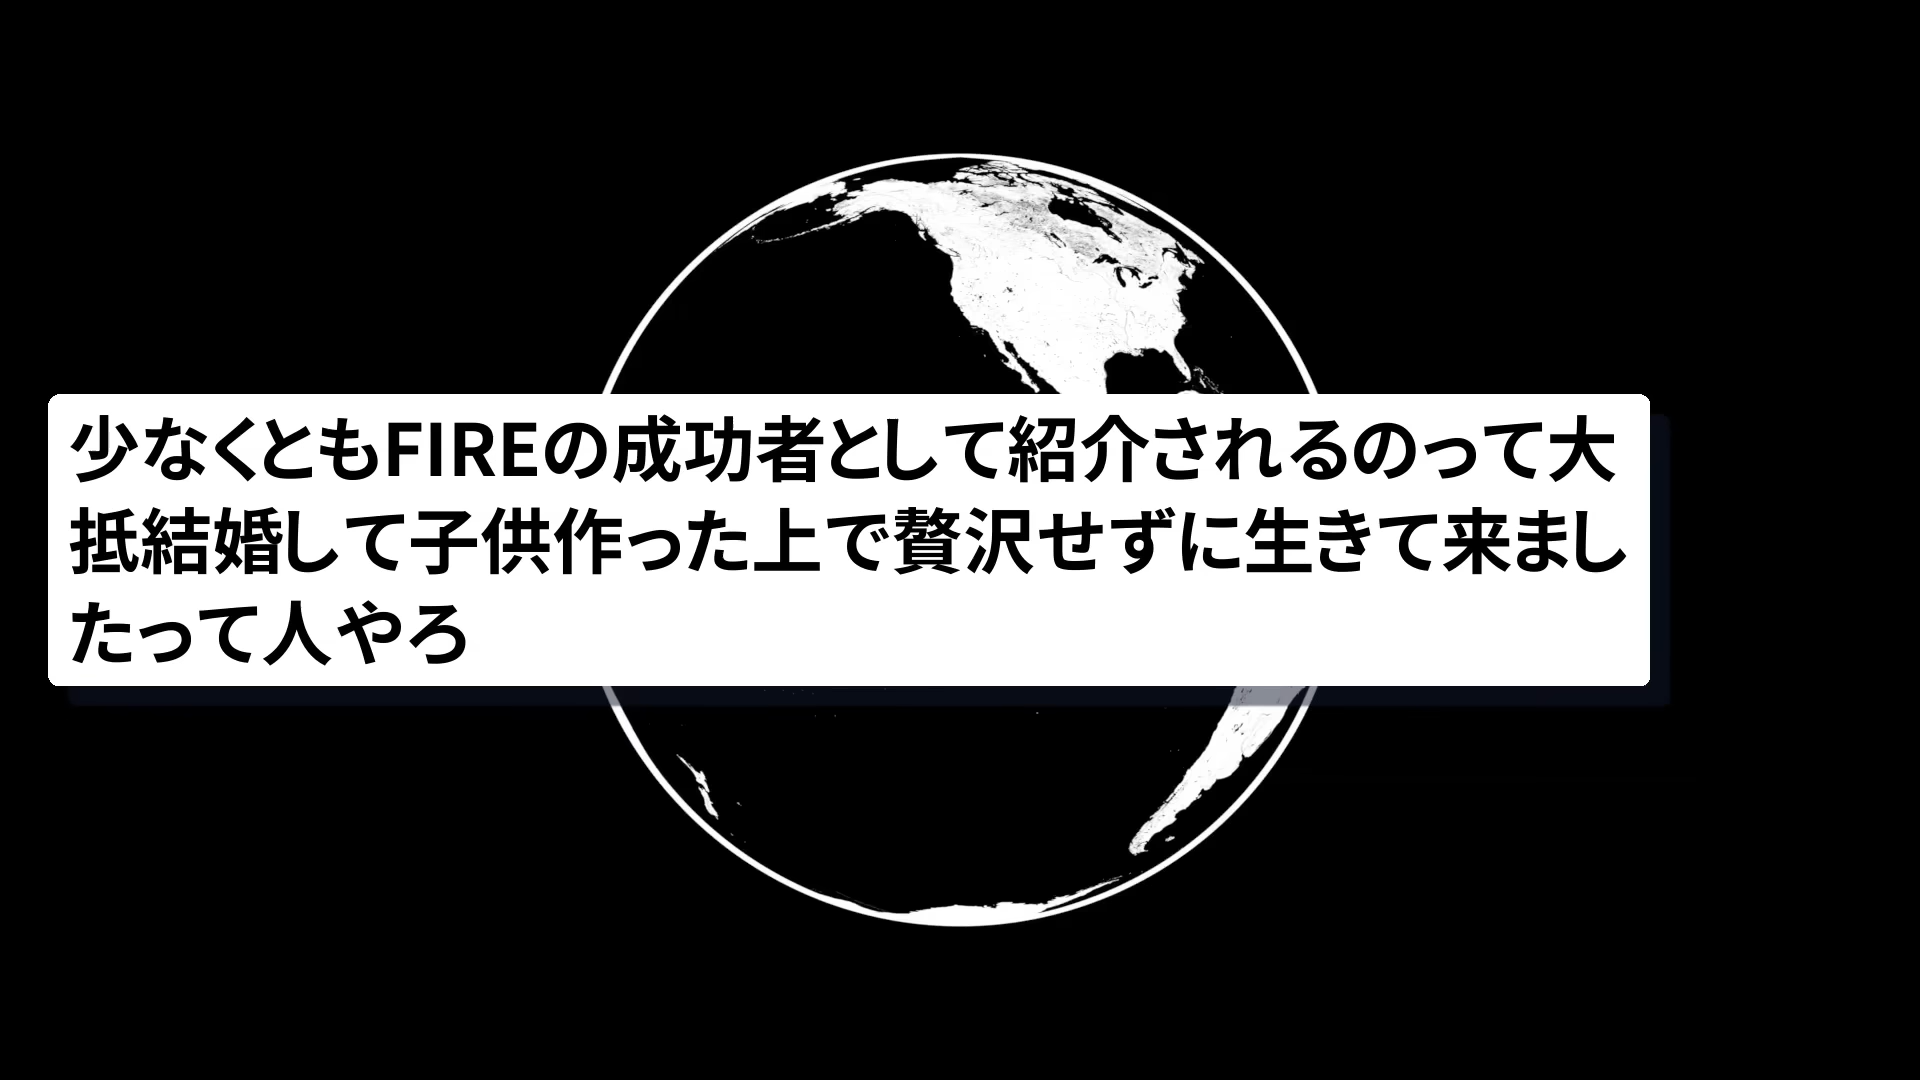 少なくともFIREの成功者として紹介されるのって大
抵結婚して子供作った上で贅沢せずに生きて来まし
たって人やろ